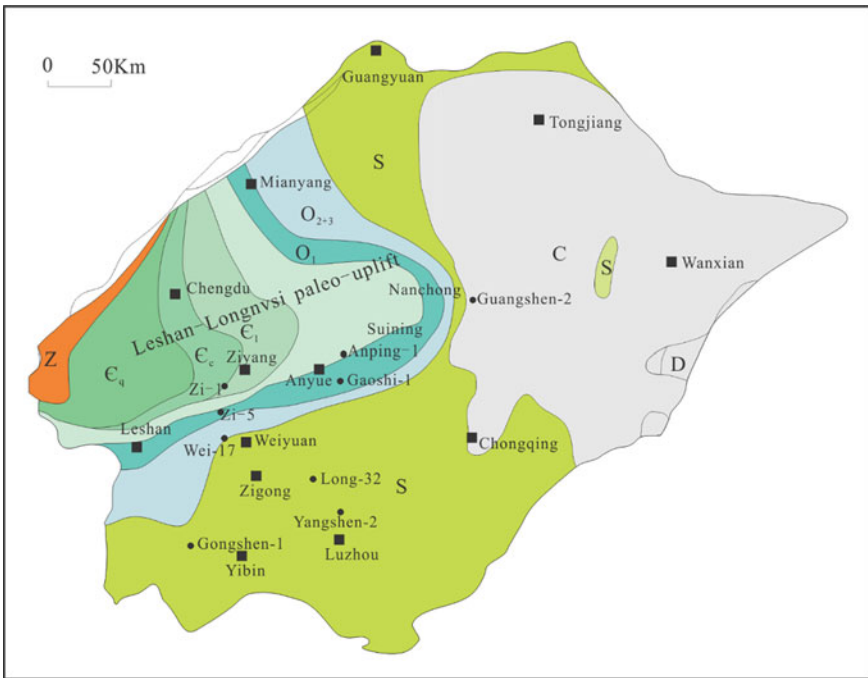 Guangyuan
0 50Km
Tongjiang
S
Mianyang
O2+3
O1
C
S
Wanxian
Chengdu
Leshan-Longnvsi paleo-uplift
Nanchong
Guangshen-2
Suining
Єl
Єc
Anping-1
Z
Ziyang
D
Єq
Zi-1
Anyue
Gaoshi-1
Zi-5
Leshan
Wei-17
Weiyuan
Chongqing
Long-32
S
Zigong
Yangshen-2
Gongshen-1
Luzhou
Yibin